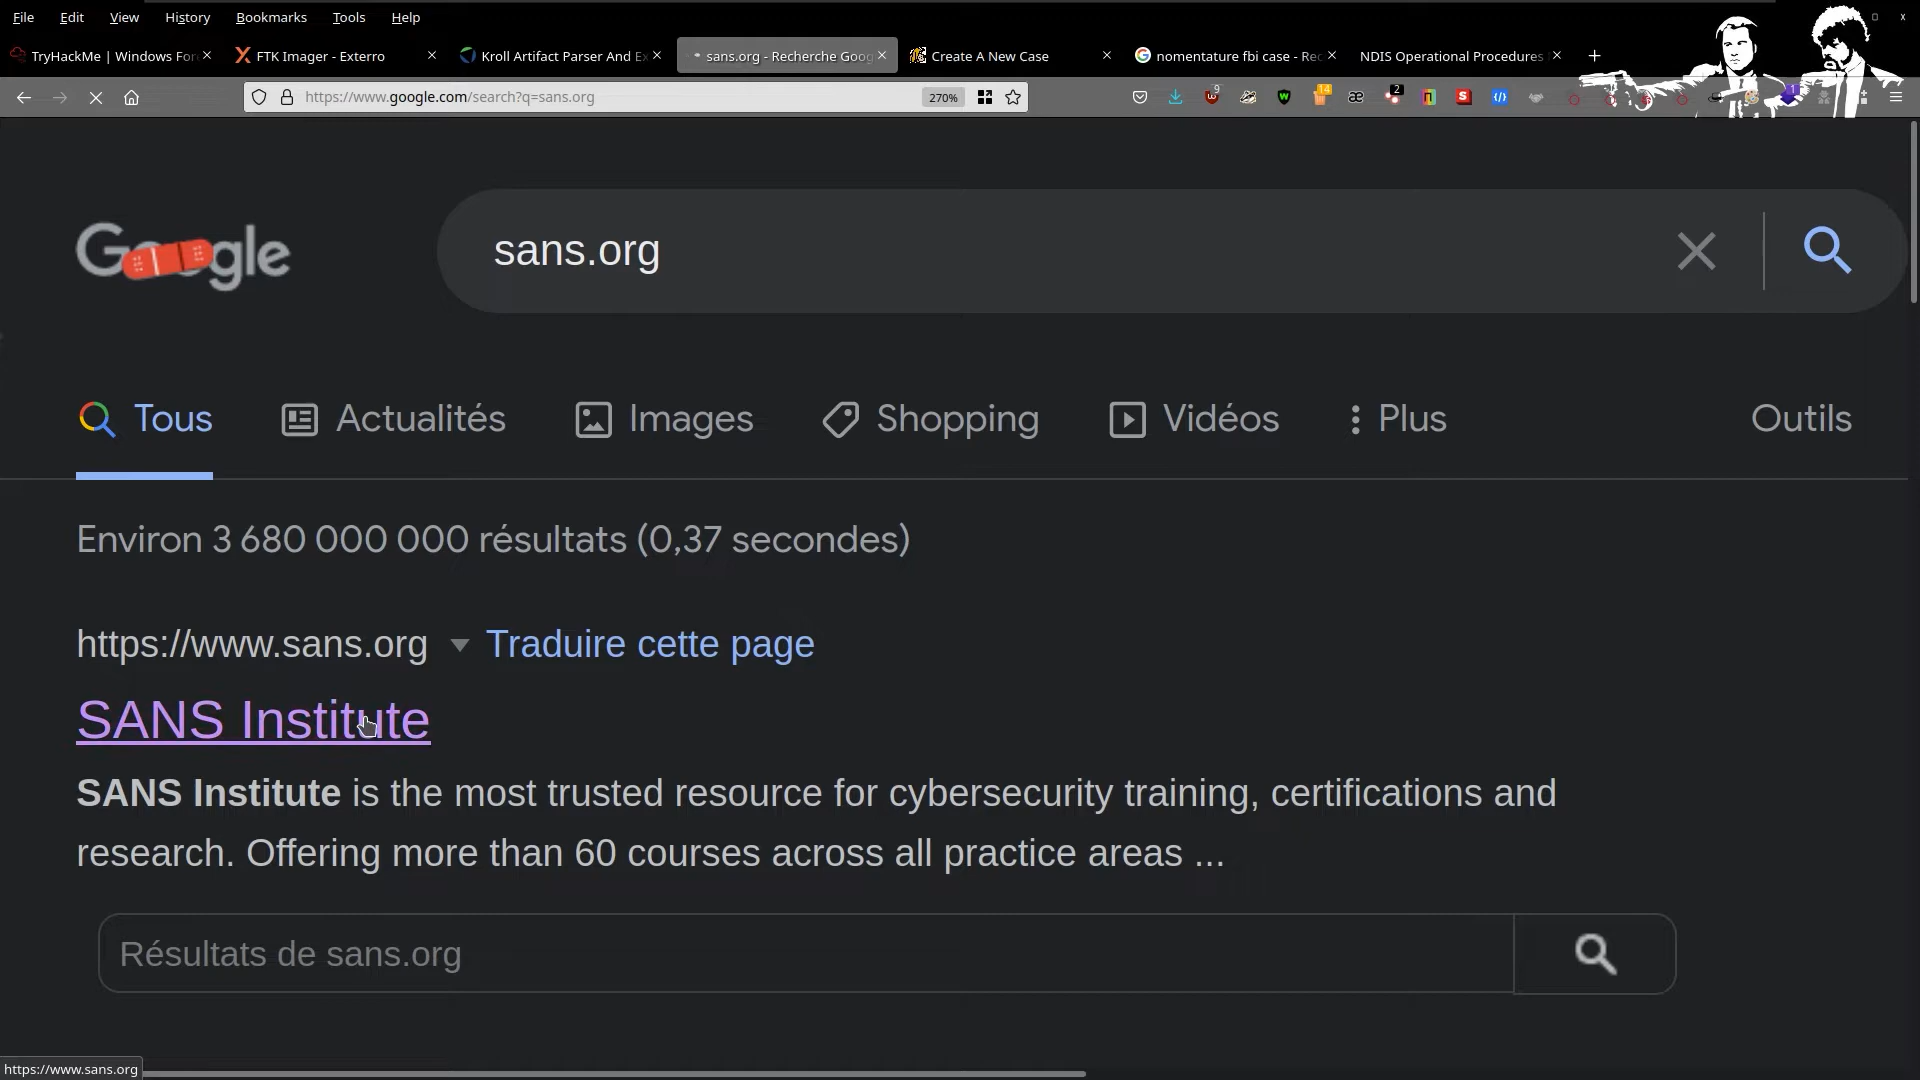 File Edit View History Bookmarks Tools Help
TryHackMe | Windows For FTK Imager - Exterro Kroll Artifact Parser And Ex sans.org - Recherche Goog Create A New Case nomentature fbi case - Rec NDIS Operational Procedures
https://www.google.com/search?q=sans.org 270% 9 14 2 1
Google sans.org
Tous Actualités Images Shopping Vidéos Plus Outils
Environ 3 680 000 000 résultats (0,37 secondes)
https://www.sans.org Traduire cette page
SANS Institute
SANS Institute is the most trusted resource for cybersecurity training, certifications and
research. Offering more than 60 courses across all practice areas ...
Résultats de sans.org
https://www.sans.org